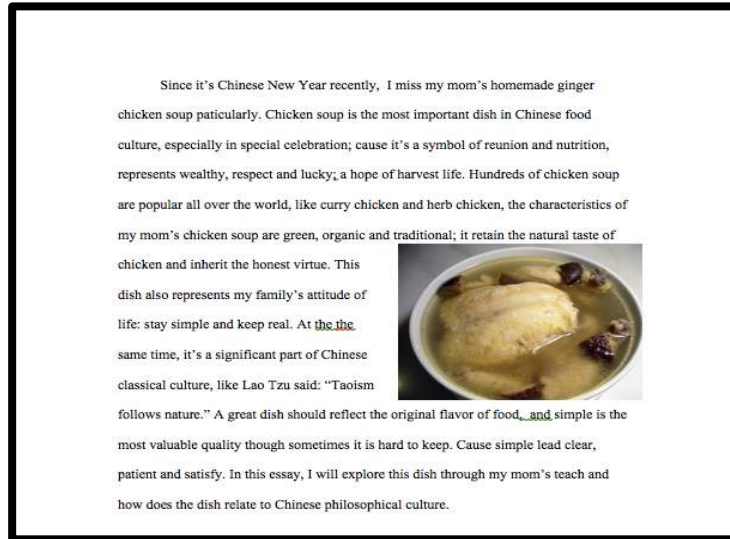 Since it's Chinese New Year recently,  I miss my mom's homemade ginger
chicken soup paticularly. Chicken soup is the most important dish in Chinese food
culture, especially in special celebration; cause it's a symbol of reunion and nutrition,
represents wealthy, respect and lucky; a hope of harvest life. Hundreds of chicken soup
are popular all over the world, like curry chicken and herb chicken, the characteristics of
my mom's chicken soup are green, organic and traditional; it retain the natural taste of
chicken and inherit the honest virtue. This
dish also represents my family's attitude of
life: stay simple and keep real. At the the
same time, it's a significant part of Chinese
classical culture, like Lao Tzu said: “Taoism
follows nature.” A great dish should reflect the original flavor of food,  and simple is the
most valuable quality though sometimes it is hard to keep. Cause simple lead clear,
patient and satisfy. In this essay, I will explore this dish through my mom's teach and
how does the dish relate to Chinese philosophical culture.